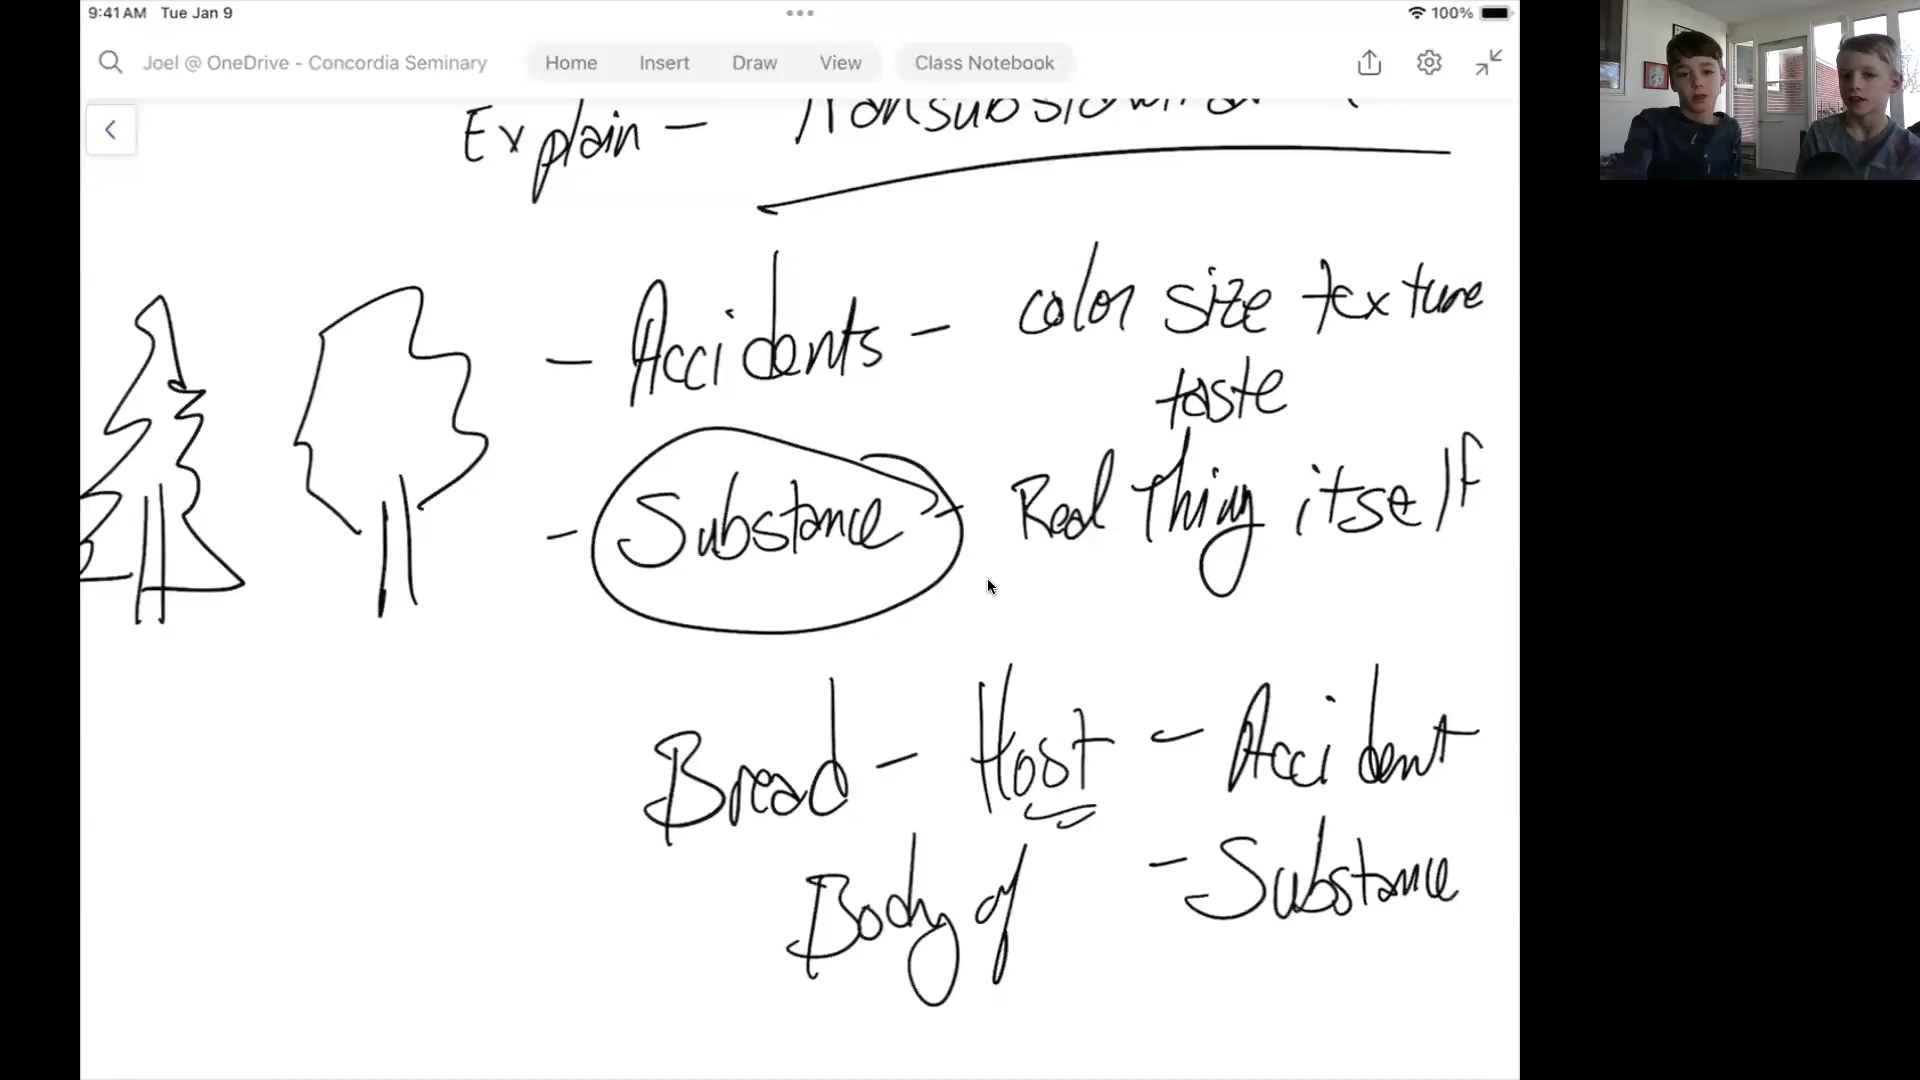 9:41 AM Tue Jan 9
100%
Joel @ OneDrive - Concordia Seminary Home Insert Draw View Class Notebook
Explain -
- Accidents - color size texture
taste
- Substance - Real Thing itself
Bread - Host - Accident
Body of - Substance